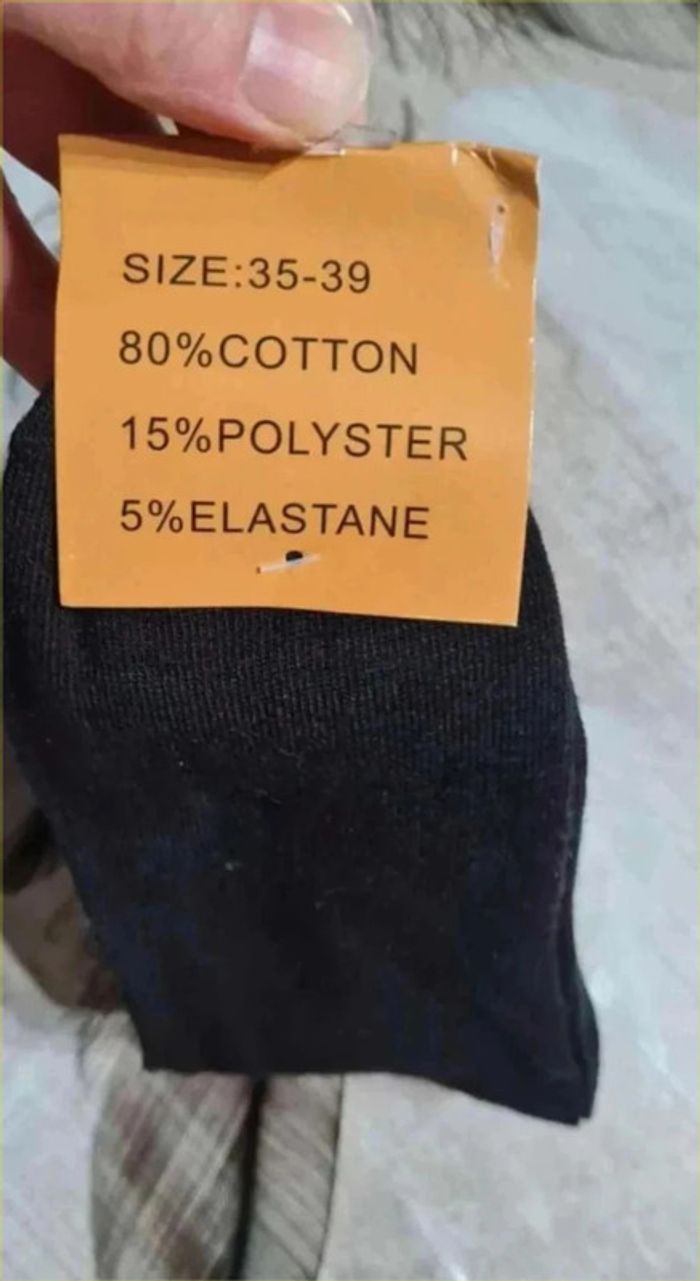 SIZE:35-39
80%COTTON
15%POLYSTER
5%ELASTANE